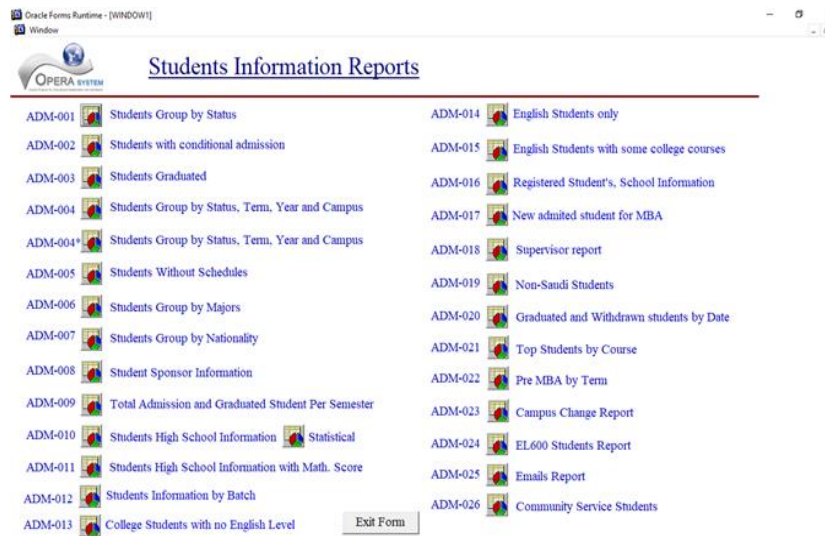 Oracle Forms Runtime - [WINDOW1]
Window
OPERA SYSTEM
Students Information Reports
ADM-001 Students Group by Status
ADM-002 Students with conditional admission
ADM-003 Students Graduated
ADM-004 Students Group by Status, Term, Year and Campus
ADM-004* Students Group by Status, Term, Year and Campus
ADM-005 Students Without Schedules
ADM-006 Students Group by Majors
ADM-007 Students Group by Nationality
ADM-008 Student Sponsor Information
ADM-009 Total Admission and Graduated Student Per Semester
ADM-010 Students High School Information Statistical
ADM-011 Students High School Information with Math. Score
ADM-012 Students Information by Batch
ADM-013 College Students with no English Level
ADM-014 English Students only
ADM-015 English Students with some college courses
ADM-016 Registered Student's, School Information
ADM-017 New admited student for MBA
ADM-018 Supervisor report
ADM-019 Non-Saudi Students
ADM-020 Graduated and Withdrawn students by Date
ADM-021 Top Students by Course
ADM-022 Pre MBA by Term
ADM-023 Campus Change Report
ADM-024 EL600 Students Report
ADM-025 Emails Report
ADM-026 Community Service Students
Exit Form